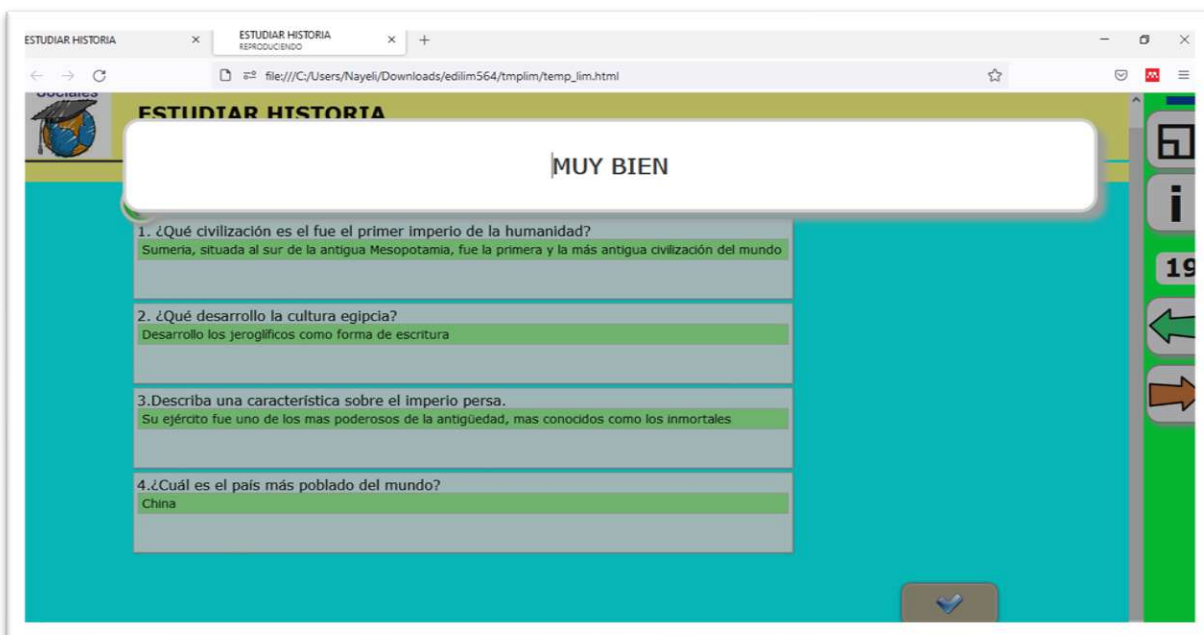 ESTUDIAR HISTORIA
ESTUDIAR HISTORIA
REPRODUCIENDO
file:///C:/Users/Nayeli/Downloads/edilim564/tmplim/temp_lim.html
Sociales
ESTUDIAR HISTORIA
MUY BIEN
1. ¿Qué civilización es el fue el primer imperio de la humanidad?
Sumeria, situada al sur de la antigua Mesopotamia, fue la primera y la más antigua civilización del mundo
2. ¿Qué desarrollo la cultura egipcia?
Desarrollo los jeroglíficos como forma de escritura
3.Describa una característica sobre el imperio persa.
Su ejército fue uno de los mas poderosos de la antigüedad, mas conocidos como los inmortales
4.¿Cuál es el país más poblado del mundo?
China
i
19